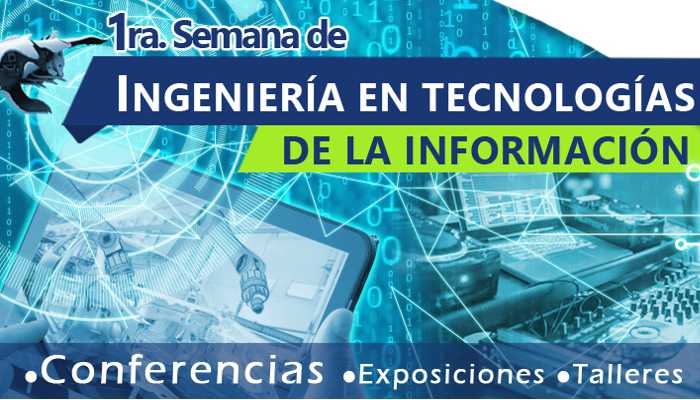 1ra. Semana de
INGENIERÍA EN TECNOLOGÍAS
DE LA INFORMACIÓN
•Conferencias •Exposiciones •Talleres